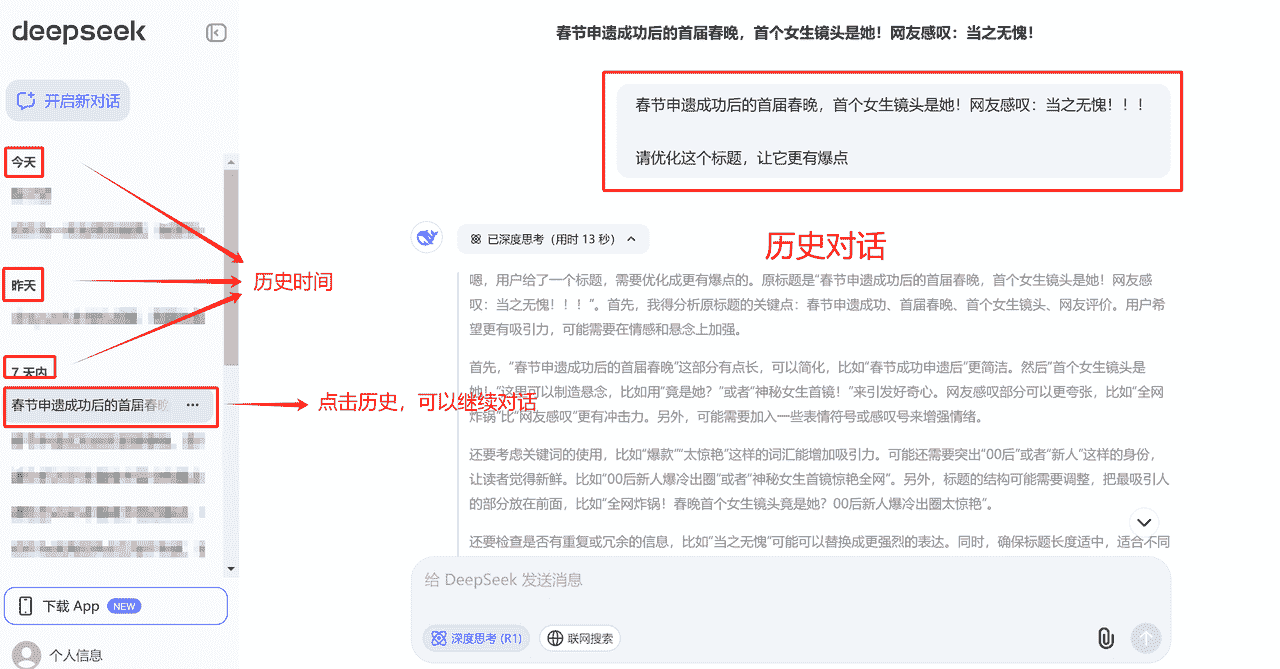 deepseek
开启新对话
今天
昨天
7 天内
春节申遗成功后的首届春晚
下载 App NEW
个人信息
历史时间
点击历史，可以继续对话
春节申遗成功后的首届春晚，首个女生镜头是她！网友感叹：当之无愧！
春节申遗成功后的首届春晚，首个女生镜头是她！网友感叹：当之无愧！！！
请优化这个标题，让它更有爆点
已深度思考（用时 13 秒）
历史对话
嗯，用户给了一个标题，需要优化成更有爆点的。原标题是“春节申遗成功后的首届春晚，首个女生镜头是她！网友感
叹：当之无愧！！！”。首先，我得分析原标题的关键点：春节申遗成功、首届春晚、首个女生镜头、网友评价。用户希
望更有吸引力，可能需要在情感和悬念上加强。
首先，“春节申遗成功后的首届春晚”这部分有点长，可以简化，比如“春节成功申遗后”更简洁。然后“首个女生镜头是
她！”这里可以制造悬念，比如用“竟是她？”或者“神秘女生首镜！”来引发好奇心。网友感叹部分可以更夸张，比如“全网
炸锅”比“网友感叹”更有冲击力。另外，可能需要加入一些表情符号或感叹号来增强情绪。
还要考虑关键词的使用，比如“爆款”“太惊艳”这样的词汇能增加吸引力。可能还需要突出“00后”或者“新人”这样的身份，
让读者觉得新鲜。比如“00后新人爆冷出圈”或者“神秘女生首镜惊艳全网”。另外，标题的结构可能需要调整，把最吸引人
的部分放在前面，比如“全网炸锅！春晚首个女生镜头竟是她？00后新人爆冷出圈太惊艳”。
还要检查是否有重复或冗余的信息，比如“当之无愧”可能可以替换成更强烈的表达。同时，确保标题长度适中，适合不同
给 DeepSeek 发送消息
深度思考 (R1)
联网搜索